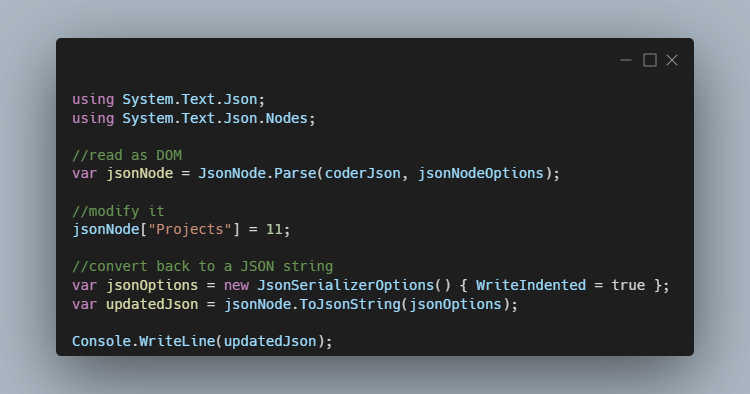 using System.Text.Json;
using System.Text.Json.Nodes;
//read as DOM
var jsonNode = JsonNode.Parse(coderJson, jsonNodeOptions);
//modify it
jsonNode["Projects"] = 11;
//convert back to a JSON string
var jsonOptions = new JsonSerializerOptions() { WriteIndented = true };
var updatedJson = jsonNode.ToJsonString(jsonOptions);
Console.WriteLine(updatedJson);